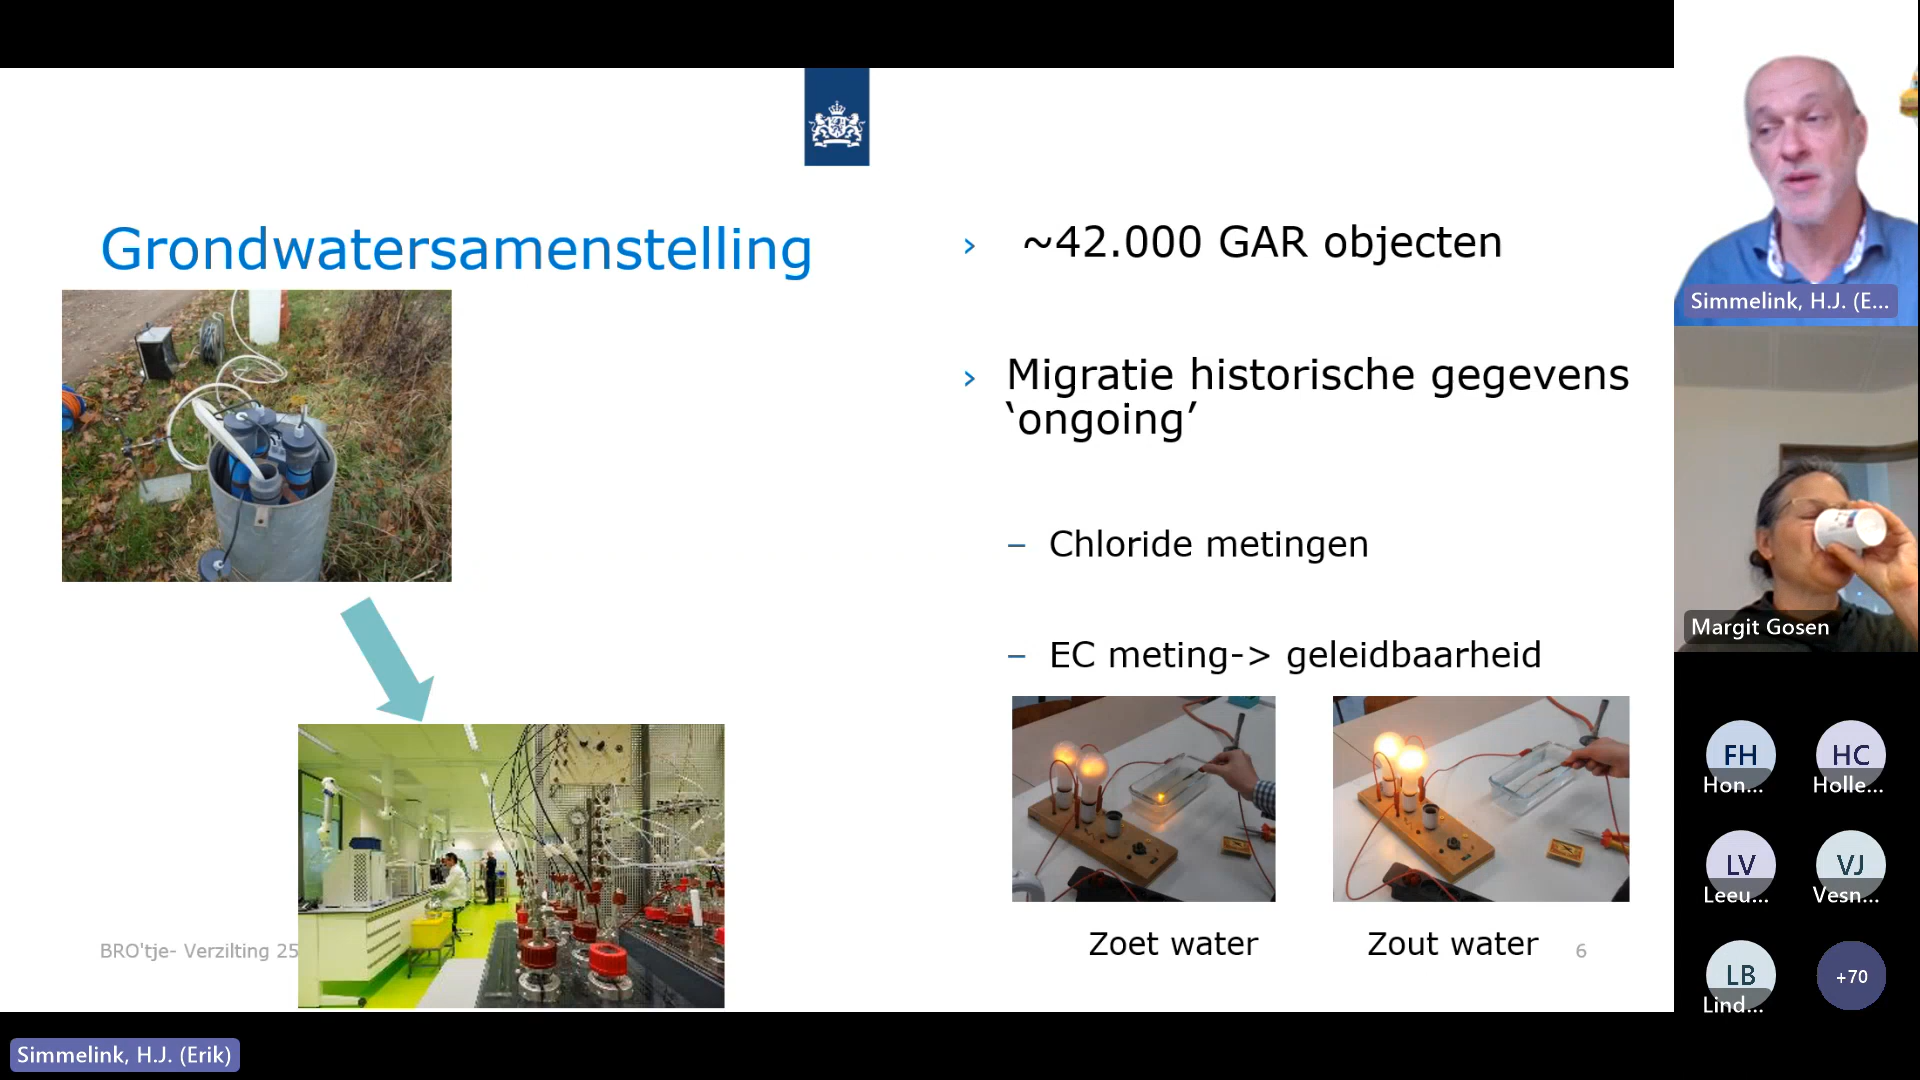 Grondwatersamenstelling
› ~42.000 GAR objecten
› Migratie historische gegevens
‘ongoing’
– Chloride metingen
– EC meting-> geleidbaarheid
Zoet water
Zout water
BRO'tje- Verzilting 25
6
Simmelink, H.J. (E...
Margit Gosen
FH
Hon...
HC
Holle...
LV
Leeu...
VJ
Vesn...
LB
Lind...
+70
Simmelink, H.J. (Erik)